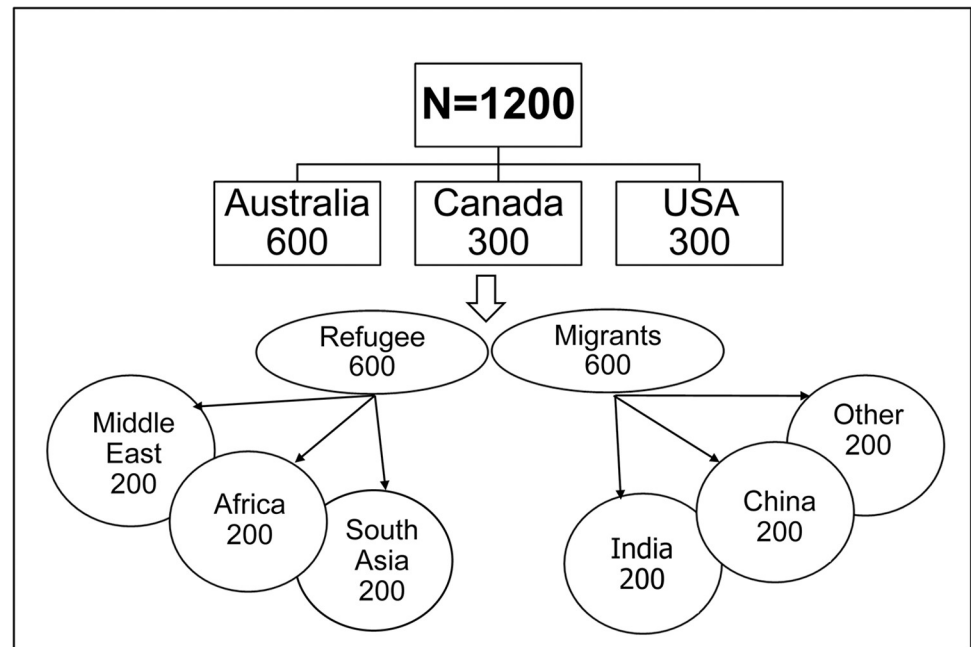 N=1200
Australia
600
Canada
300
USA
300
Refugee
600
Migrants
600
Middle
East
200
Africa
200
South
Asia
200
India
200
China
200
Other
200